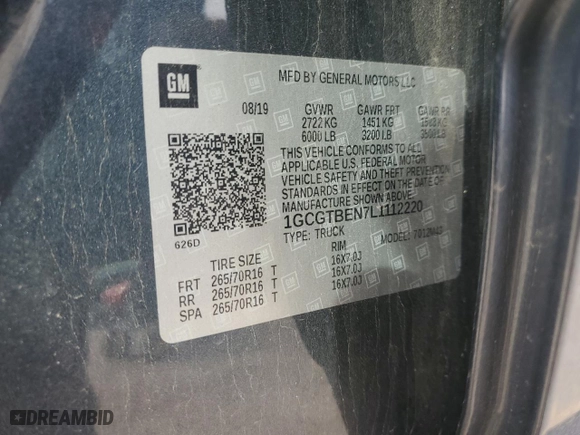 GM
MFD BY GENERAL MOTORS LLC
08/19 GVWR GAWR FRT GAWR RR
2722 KG 1451 KG
6000 LB 3200 LB
THIS VEHICLE CONFORMS TO ALL
APPLICABLE U.S. FEDERAL MOTOR
VEHICLE SAFETY AND THEFT PREVENTION
STANDARDS IN EFFECT ON THE DATE OF
MANUFACTURE SHOWN ABOVE.
1GCGTBEN7L1112220
626D
TYPE: TRUCK MODEL:
TIRE SIZE RIM
FRT 265/70R16 T 16X7.0J
RR 265/70R16 T 16X7.0J
SPA 265/70R16 T 16X7.0J
DREAMBID